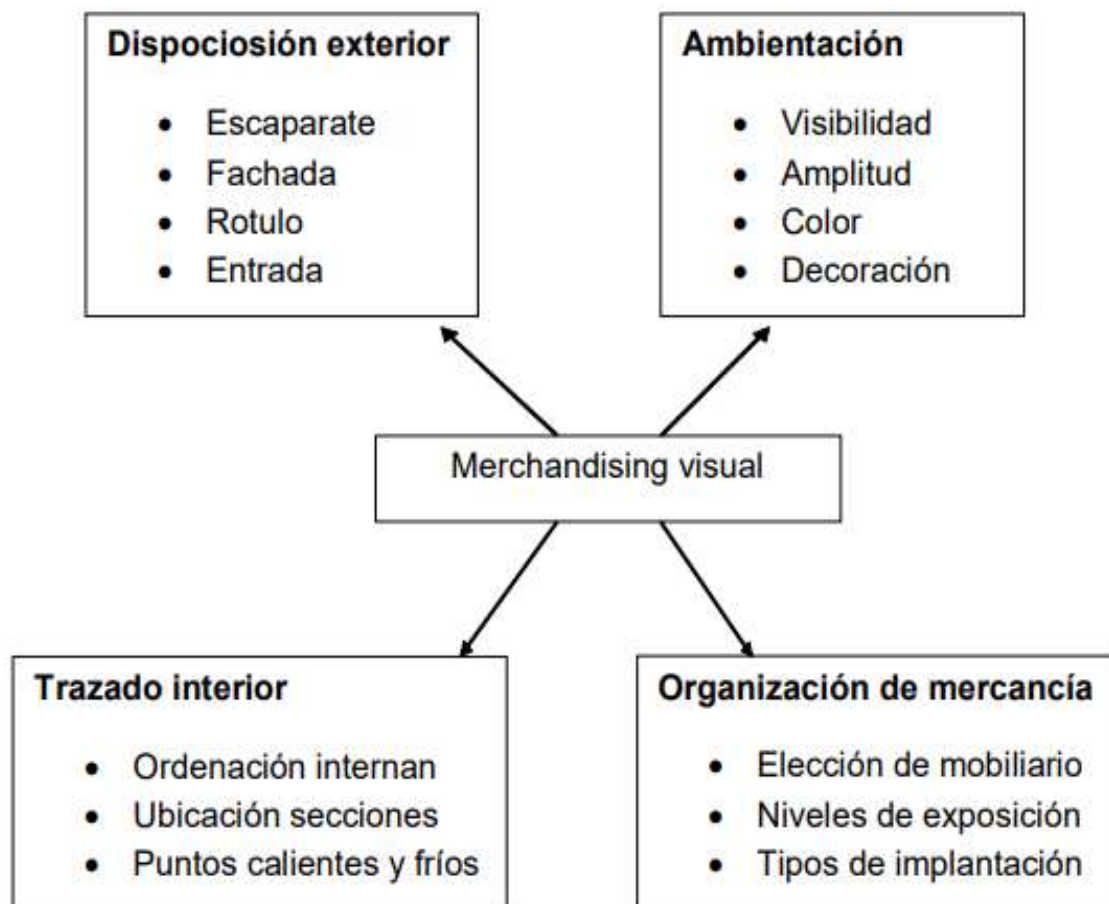 Dispociosión exterior
• Escaparate
• Fachada
• Rotulo
• Entrada
Ambientación
• Visibilidad
• Amplitud
• Color
• Decoración
Merchandising visual
Trazado interior
• Ordenación internan
• Ubicación secciones
• Puntos calientes y fríos
Organización de mercancía
• Elección de mobiliario
• Niveles de exposición
• Tipos de implantación